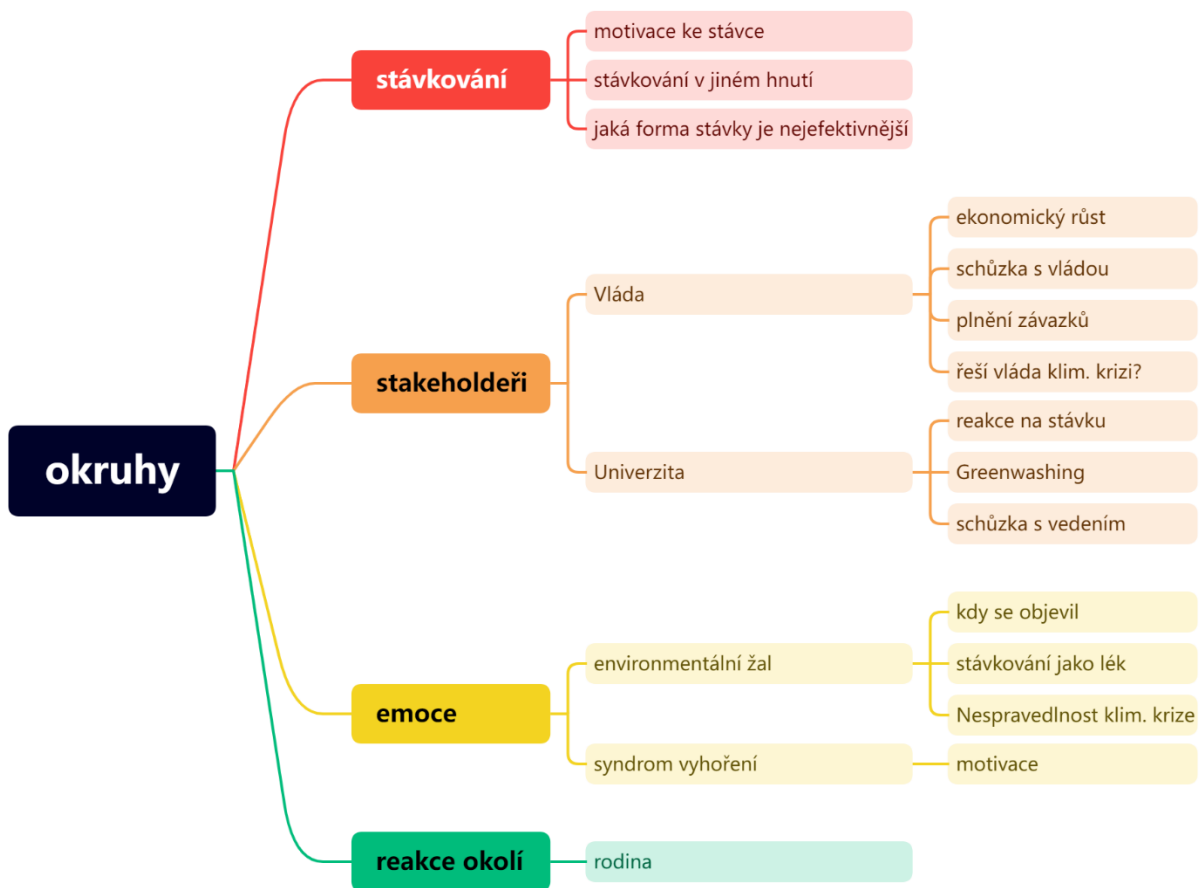 okruhy
stávkování
motivace ke stávce
stávkování v jiném hnutí
jaká forma stávky je nejefektivnější
stakeholdeři
Vláda
ekonomický růst
schůzka s vládou
plnění závazků
řeší vláda klim. krizi?
Univerzita
reakce na stávku
Greenwashing
schůzka s vedením
emoce
environmentální žal
kdy se objevil
stávkování jako lék
Nespravedlnost klim. krize
syndrom vyhoření
motivace
reakce okolí
rodina